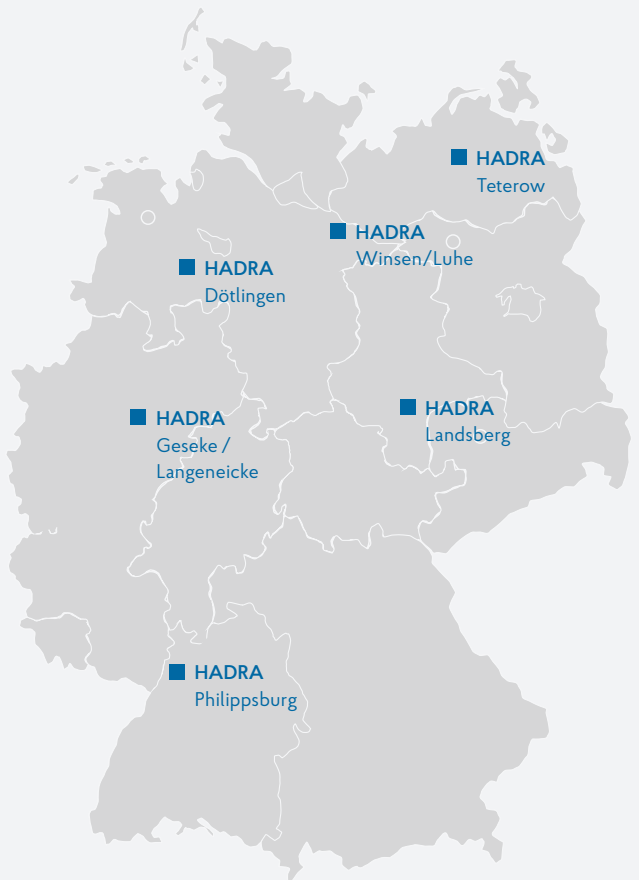 HADRA
Teterow
HADRA
Winsen/Luhe
HADRA
Dötlingen
HADRA
Landsberg
HADRA
Geseke /
Langeneicke
HADRA
Philippsburg